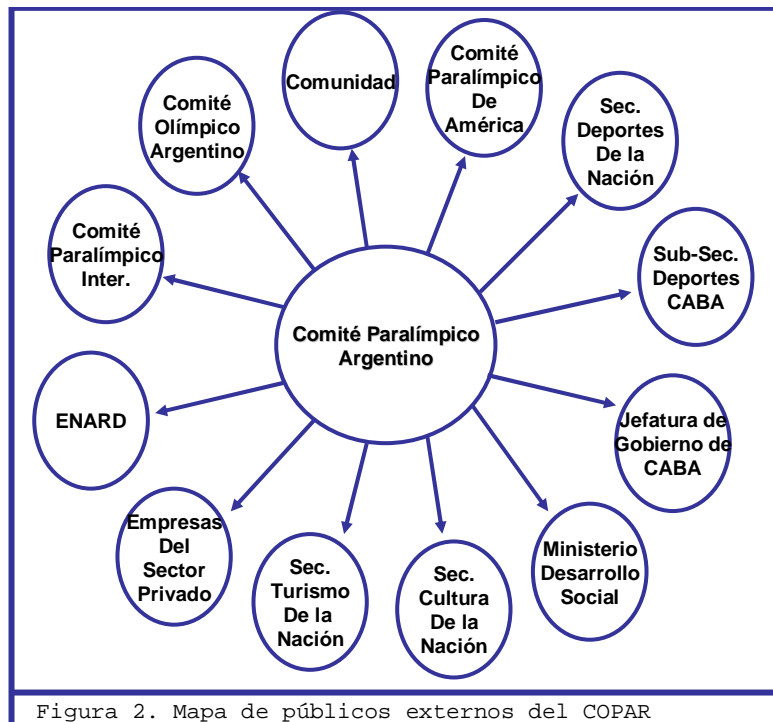 Comunidad
Comité
Paralímpico
De
América
Comité
Olímpico
Argentino
Sec.
Deportes
De la
Nación
Comité
Paralímpico
Inter.
Sub-Sec.
Deportes
CABA
Comité Paralímpico
Argentino
ENARD
Jefatura de
Gobierno de
CABA
Empresas
Del
Sector
Privado
Sec.
Turismo
De la
Nación
Sec.
Cultura
De la
Nación
Ministerio
Desarrollo
Social
Figura 2. Mapa de públicos externos del COPAR